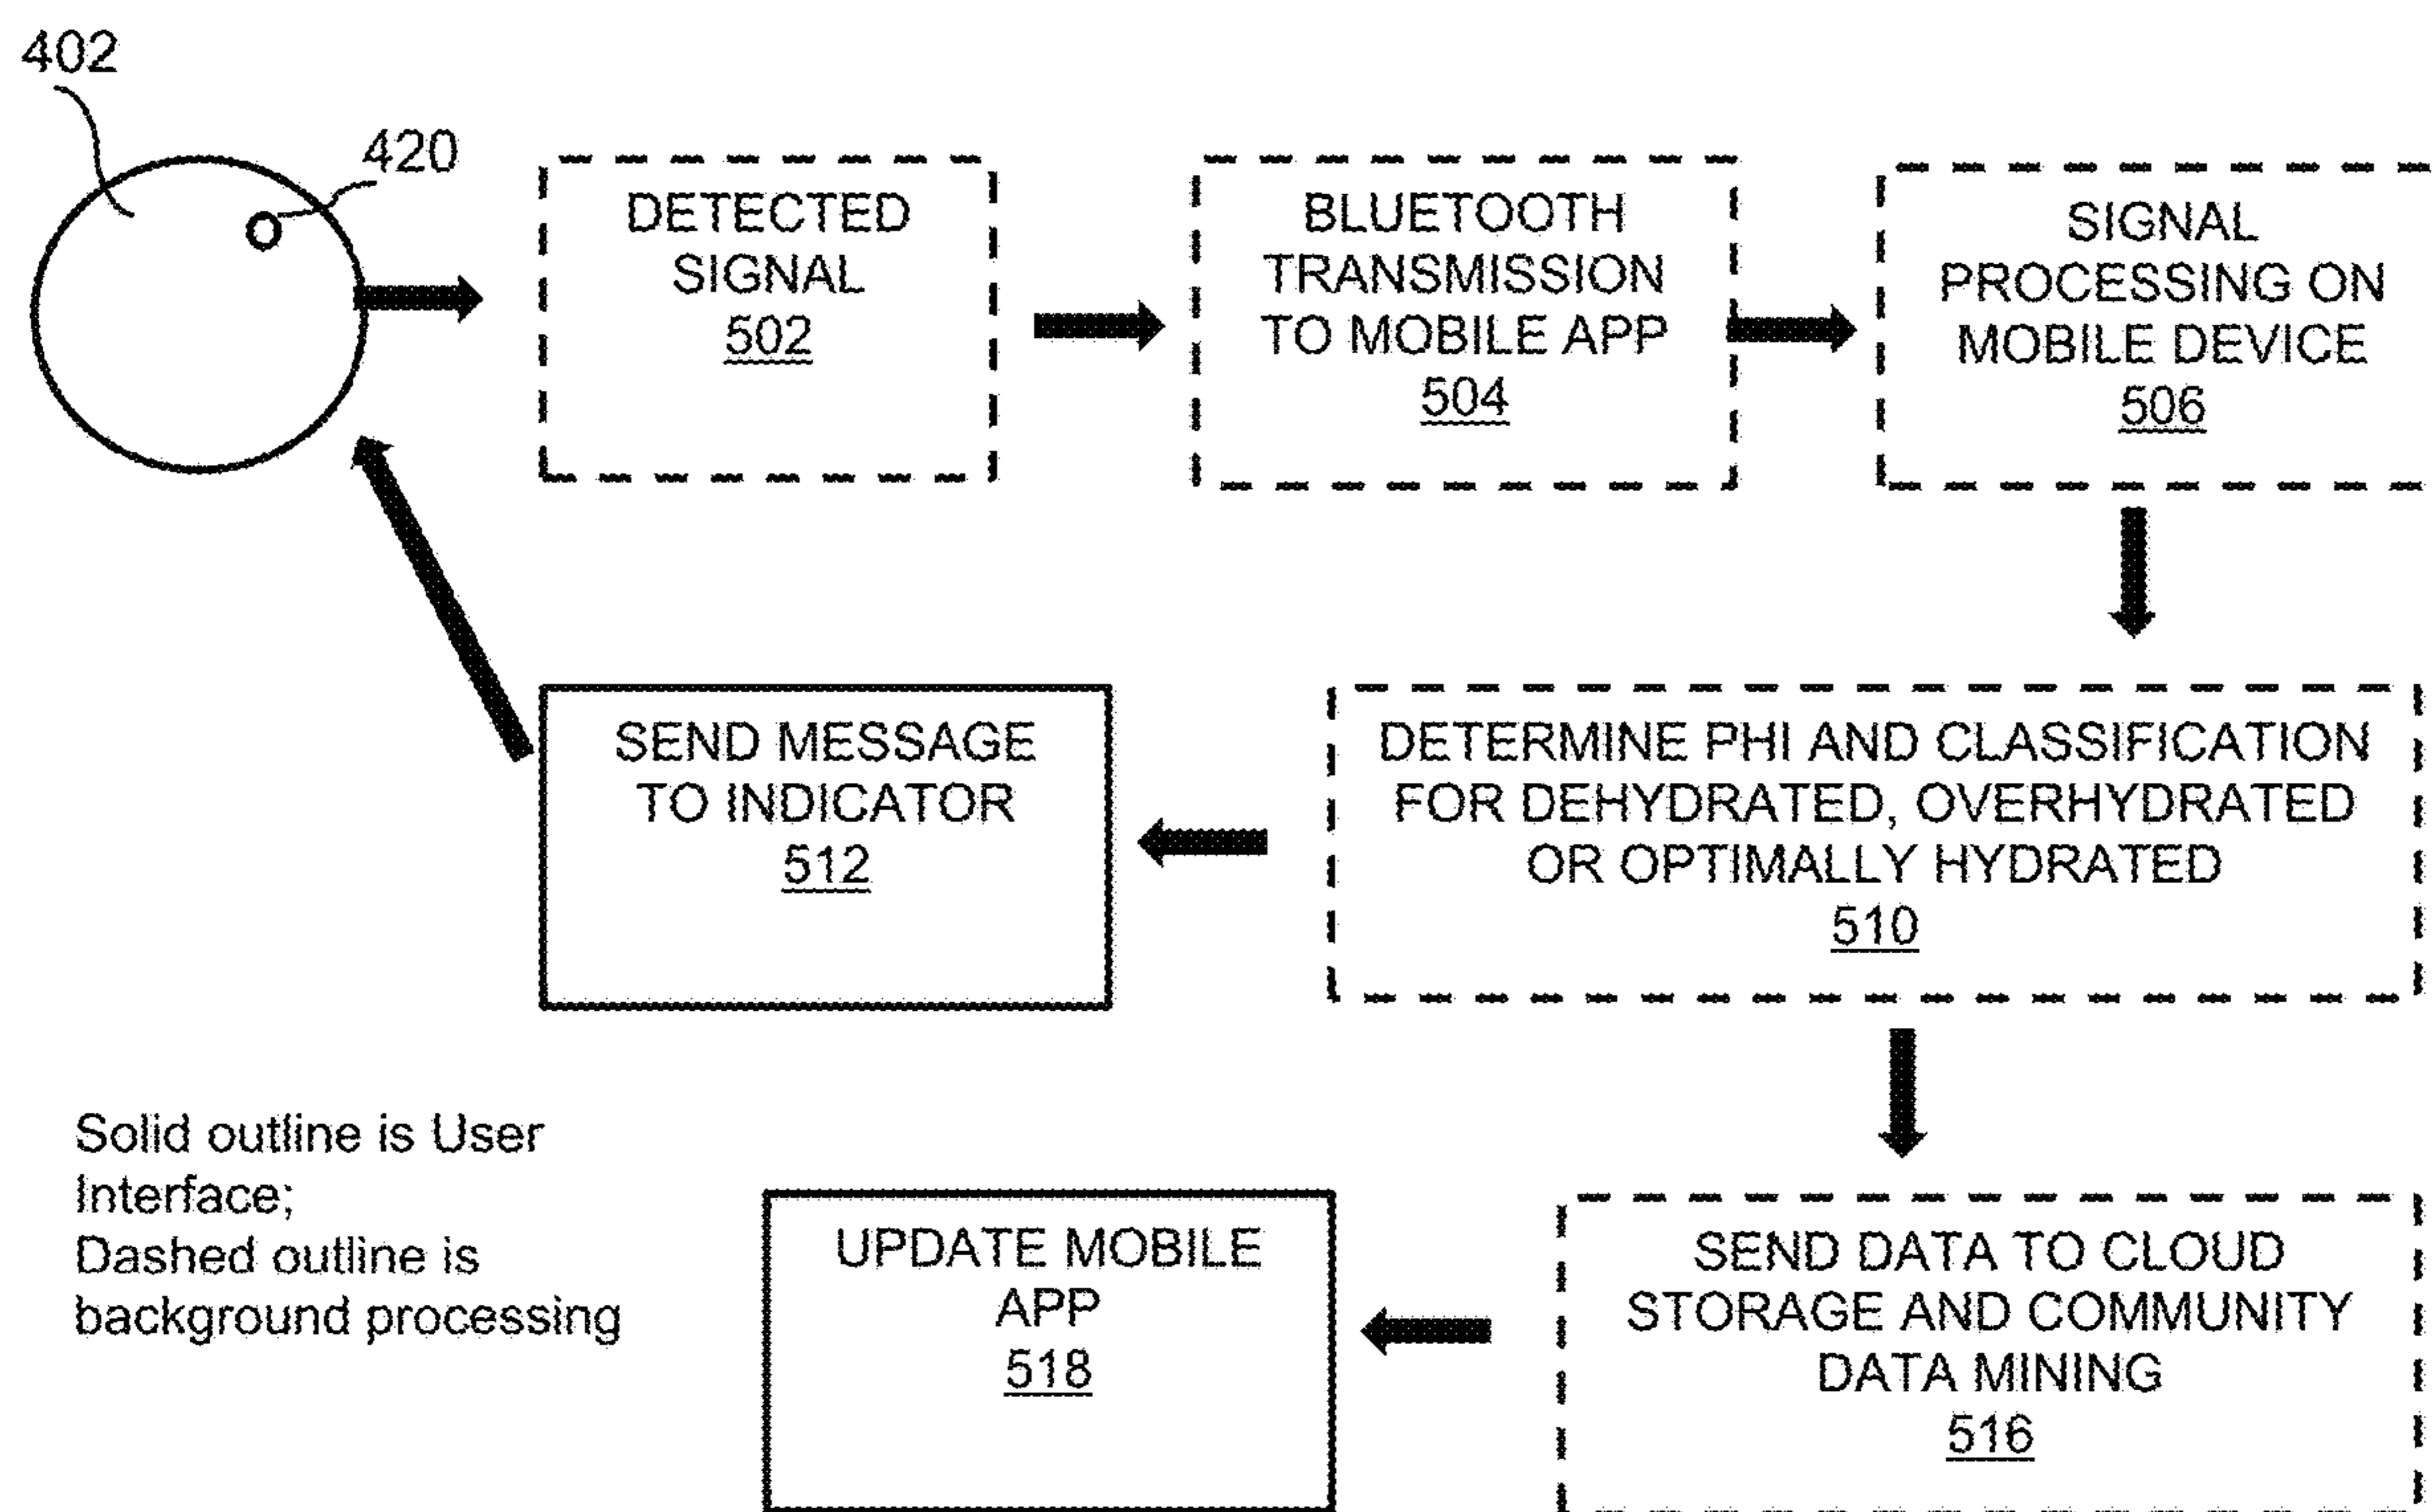 402
420
DETECTED
SIGNAL
502
BLUETOOTH
TRANSMISSION
TO MOBILE APP
504
SIGNAL
PROCESSING ON
MOBILE DEVICE
506
SEND MESSAGE
TO INDICATOR
512
DETERMINE PHI AND CLASSIFICATION
FOR DEHYDRATED, OVERHYDRATED
OR OPTIMALLY HYDRATED
510
Solid outline is User
Interface;
Dashed outline is
background processing
UPDATE MOBILE
APP
518
SEND DATA TO CLOUD
STORAGE AND COMMUNITY
DATA MINING
516